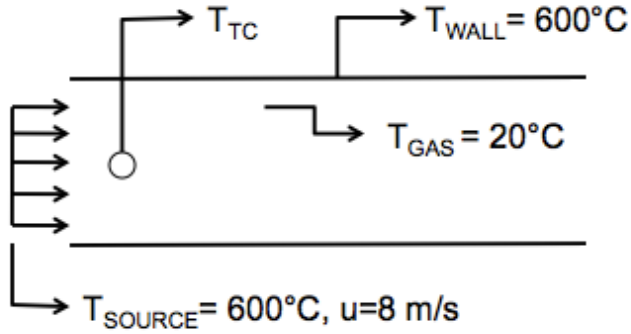 T_TC
T_WALL= 600°C
T_GAS = 20°C
T_SOURCE= 600°C, u=8 m/s